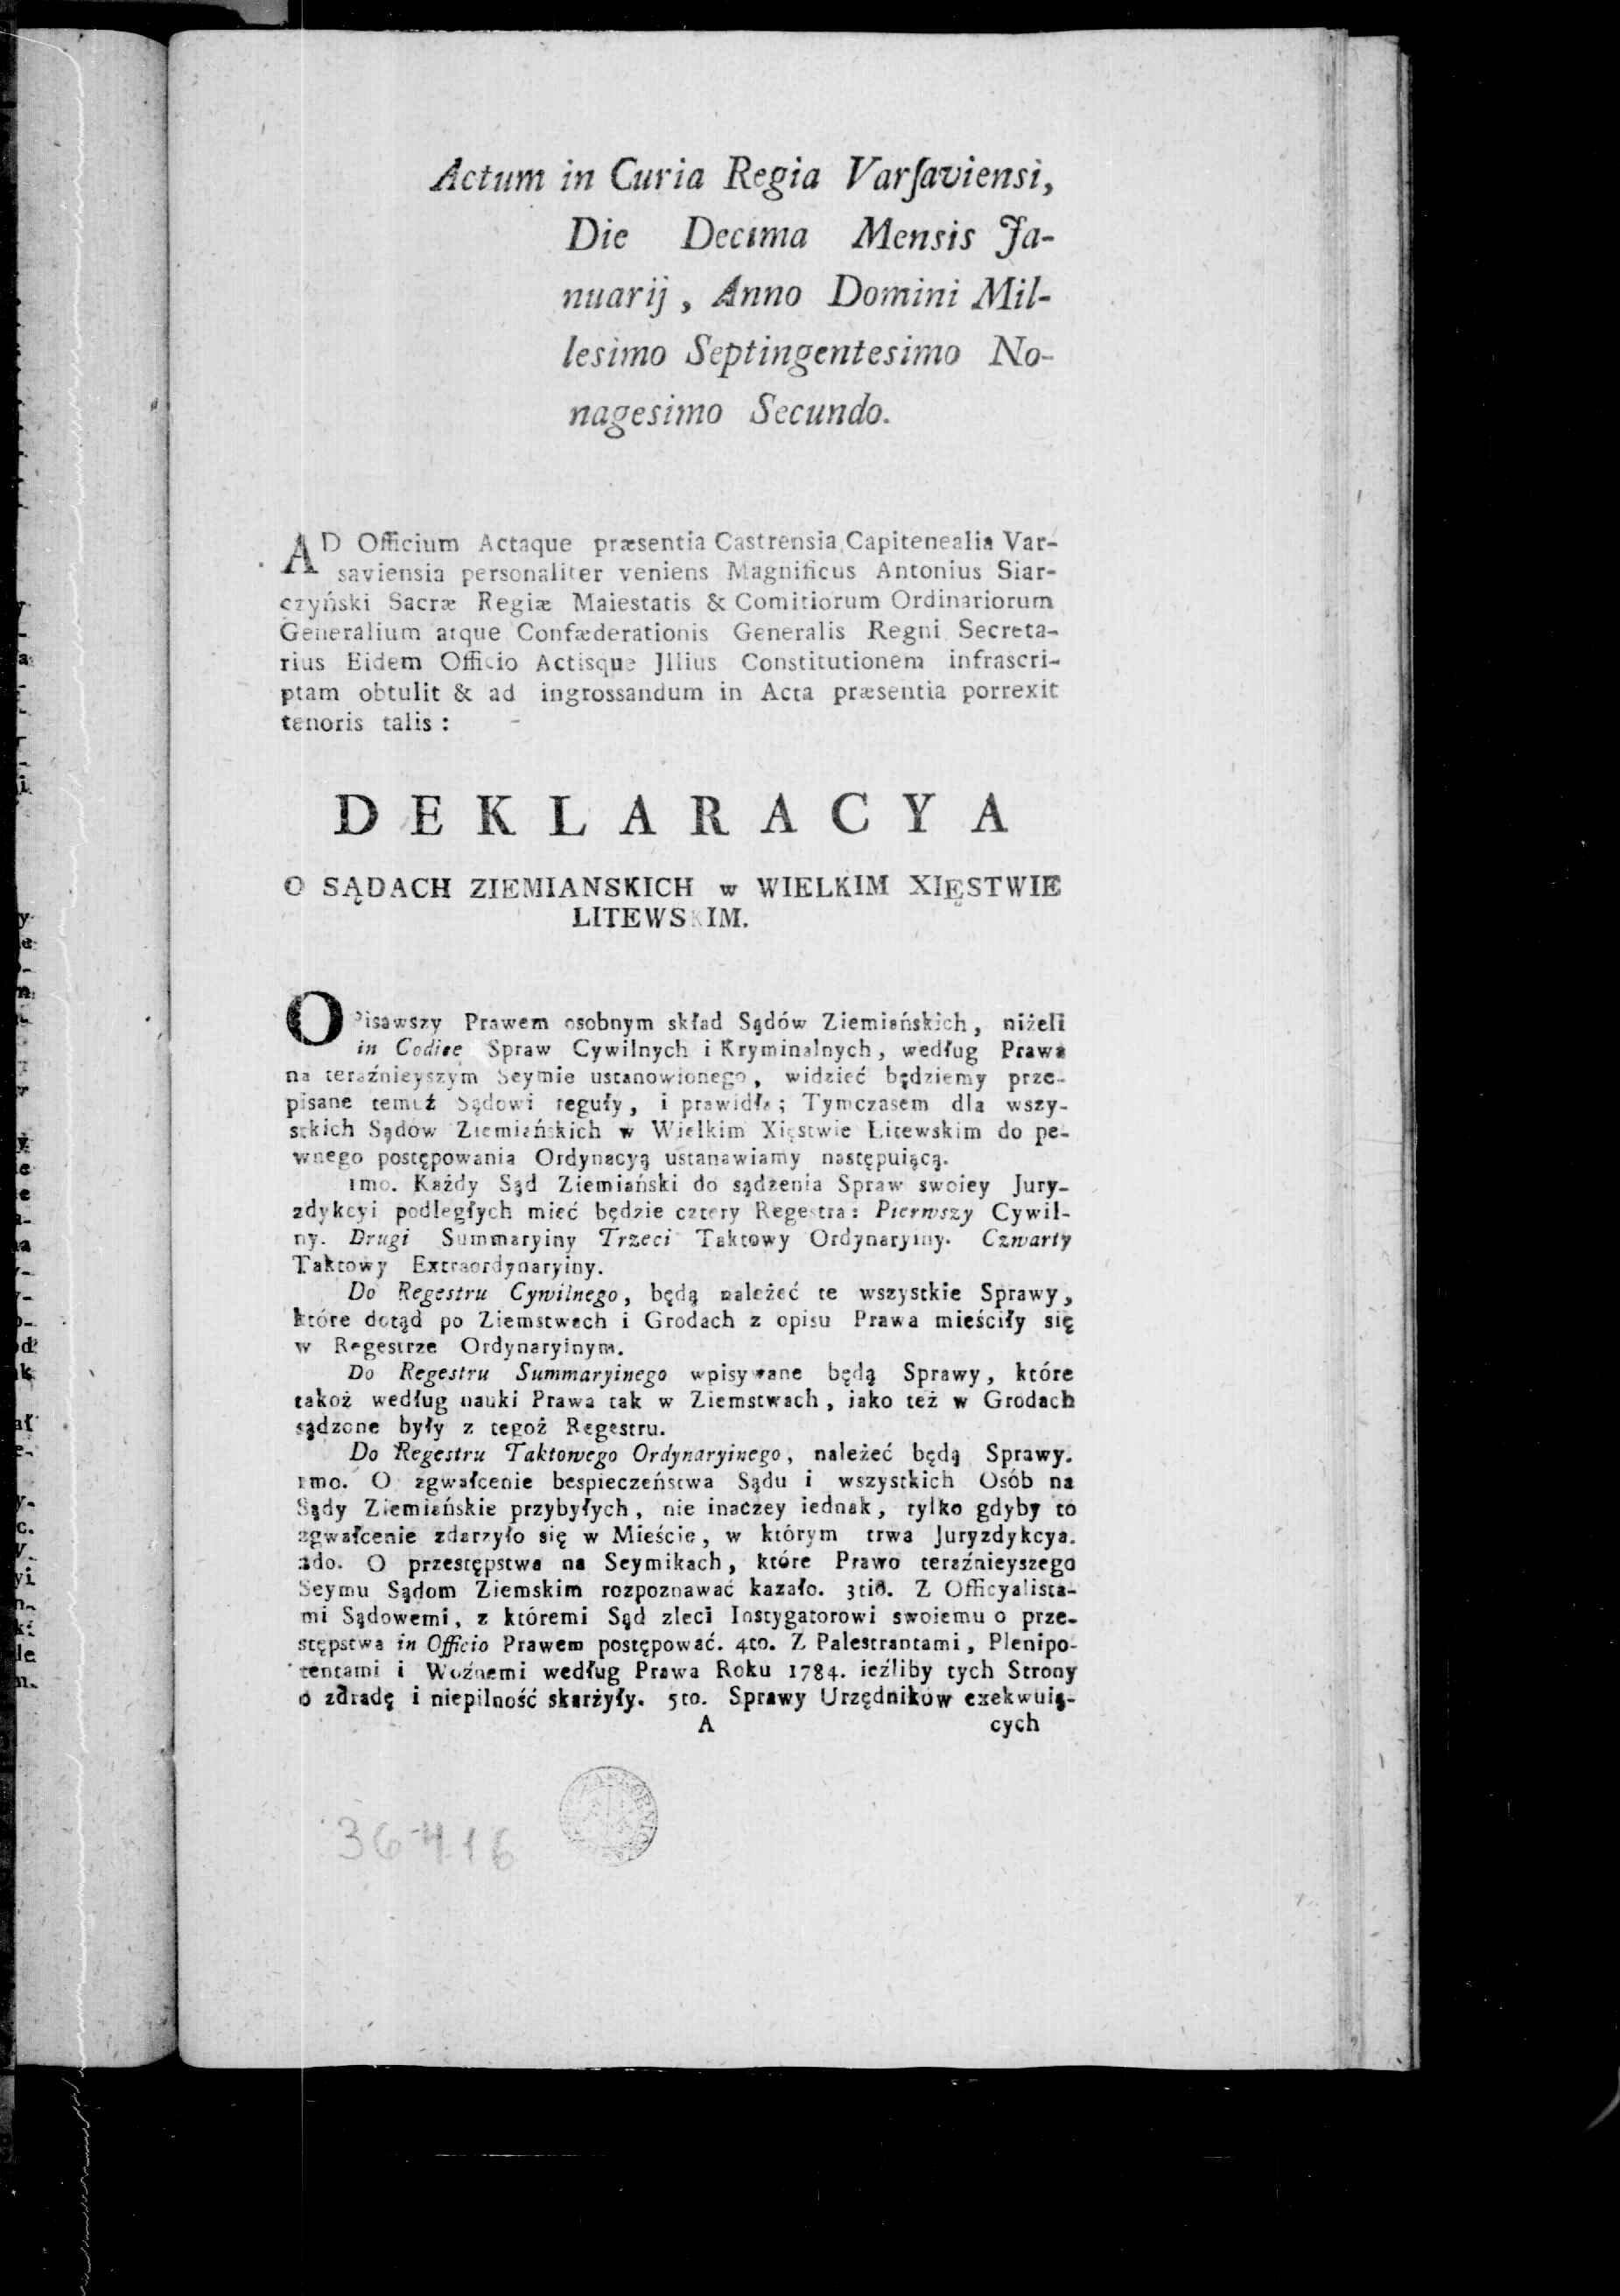 Actum in Curia Regia Varſaviensi,
Die Decima Mensis Ja-
nuarij, Anno Domini Mil-
lesimo Septingentesimo No-
nagesimo Secundo.
AD Officium Actaque præsentia Castrensia Capitenealia Var-
saviensia personaliter veniens Magnificus Antonius Siar-
czyński Sacræ Regiæ Maiestatis & Comitiorum Ordinariorum
Generalium atque Confæderationis Generalis Regni Secreta-
rius Eidem Officio Actisque Jllius Constitutionem infrascri-
ptam obtulit & ad ingrossandum in Acta præsentia porrexit
tenoris talis :
DEKLARACYA
O SĄDACH ZIEMIANSKICH w WIELKIM XIĘSTWIE
LITEWSKIM.
OPisawszy Prawem osobnym skład Sądów Ziemiańskich, niżeli
in Codice Spraw Cywilnych i Kryminalnych, według Prawa
na teraźnieyszym Seymie ustanowionego, widzieć będziemy prze-
pisane temuż Sądowi reguły, i prawidła; Tymczasem dla wszy-
stkich Sądow Ziemiańskich w Wielkim Xięstwie Litewskim do pe-
wnego postępowania Ordynacyą ustanawiamy następuiącą.
1mo. Każdy Sąd Ziemiański do sądzenia Spraw swoiey Jury-
zdykcyi podległych mieć będzie cztery Regestra: Pierwszy Cywil-
ny. Drugi Summaryiny Trzeci Taktowy Ordynaryiny. Czwarty
Taktowy Extraordynaryiny.
Do Regestru Cywilnego, będą należeć te wszystkie Sprawy,
które dotąd po Ziemstwach i Grodach z opisu Prawa mieściły się
w Regestrze Ordynaryinym.
Do Regestru Summaryinego wpisywane będą Sprawy, które
takoż według nauki Prawa tak w Ziemstwach, iako też w Grodach
sądzone były z tegoż Regestru.
Do Regestru Taktowego Ordynaryinego, należeć będą Sprawy.
1mo. O zgwałcenie bespieczeństwa Sądu i wszystkich Osób na
Sądy Ziemiańskie przybyłych, nie inaczey iednak, tylko gdyby to
zgwałcenie zdarzyło się w Mieście, w którym trwa Juryzdykcya.
2do. O przestępstwa na Seymikach, które Prawo teraźnieyszego
Seymu Sądom Ziemskim rozpoznawać kazało. 3tio. Z Officyalista-
mi Sądowemi, z któremi Sąd zleci Instygatorowi swoiemu o prze-
stępstwa in Officio Prawem postępować. 4to. Z Palestrantami, Plenipo-
tentami i Woźnemi według Prawa Roku 1784. ieźliby tych Strony
o zdradę i niepilność skarżyły. 5to. Sprawy Urzędników exekwuią-
A cych
36416